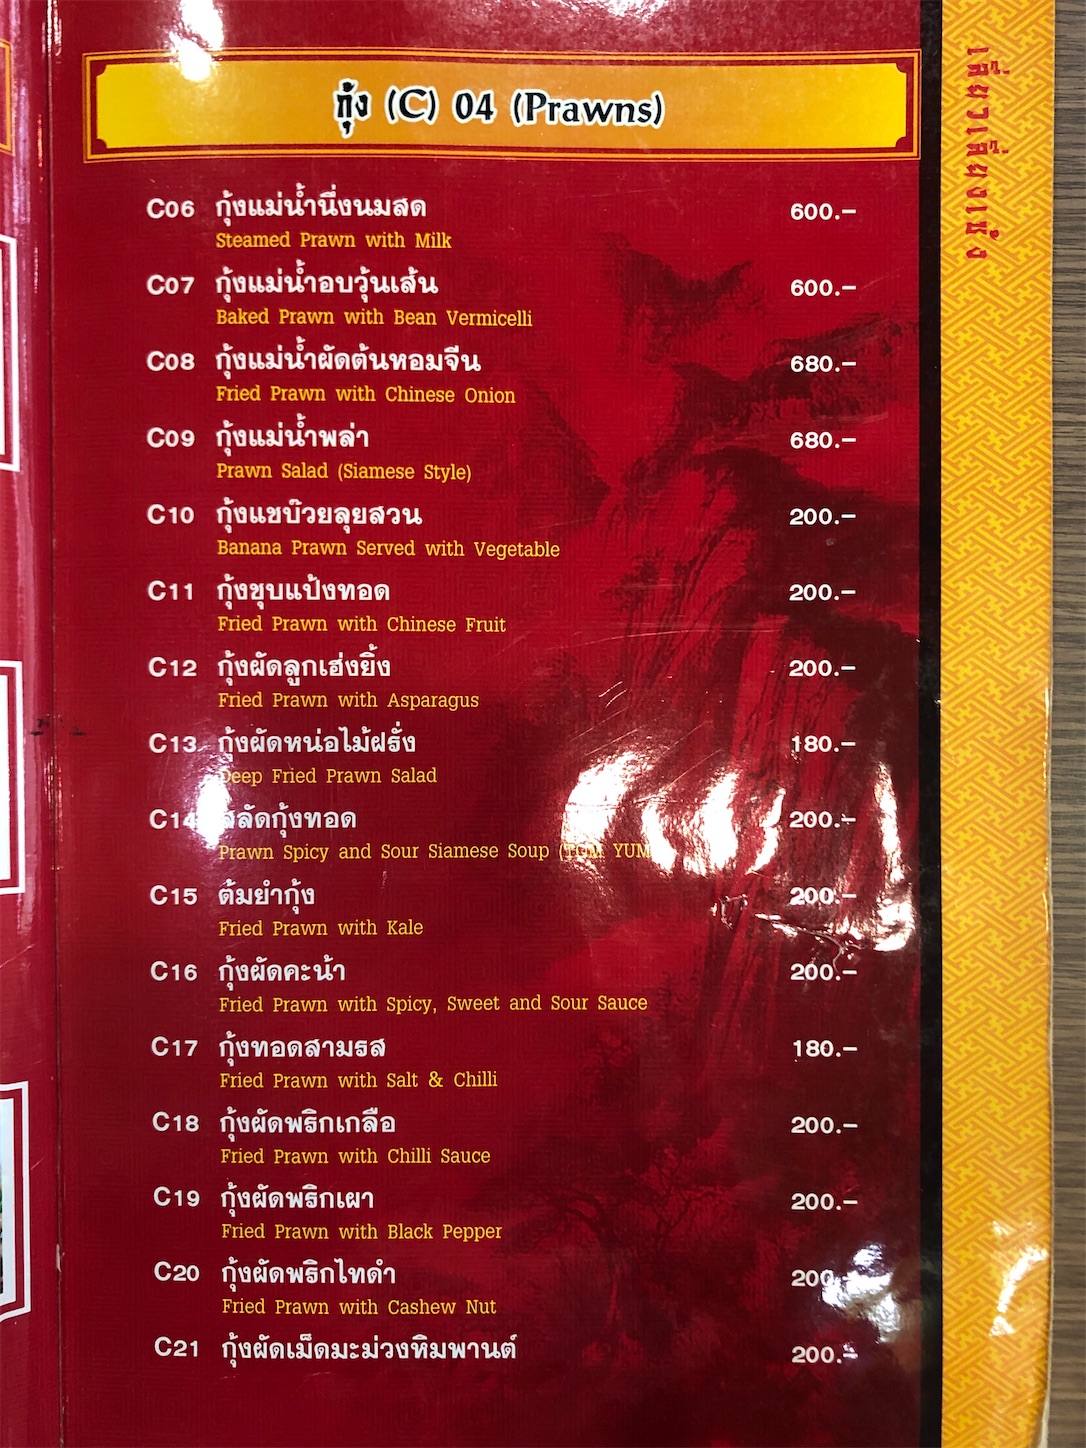 กุ้ง (C) 04 (Prawns)
C06 กุ้งแม่น้ำนึ่งนมสด 600.-
Steamed Prawn with Milk
C07 กุ้งแม่น้ำอบวุ้นเส้น 600.-
Baked Prawn with Bean Vermicelli
C08 กุ้งแม่น้ำผัดต้นหอมจีน 680.-
Fried Prawn with Chinese Onion
C09 กุ้งแม่น้ำพล่า 680.-
Prawn Salad (Siamese Style)
C10 กุ้งแชบ๊วยลุยสวน 200.-
Banana Prawn Served with Vegetable
C11 กุ้งชุบแป้งทอด 200.-
Fried Prawn with Chinese Fruit
C12 กุ้งผัดลูกเฮ่งยิ้ง 200.-
Fried Prawn with Asparagus
C13 กุ้งผัดหน่อไม้ฝรั่ง 180.-
Deep Fried Prawn Salad
C14 สลัดกุ้งทอด 200.-
Prawn Spicy and Sour Siamese Soup (TOM YUM
C15 ต้มยำกุ้ง 200.-
Fried Prawn with Kale
C16 กุ้งผัดคะน้า 200.-
Fried Prawn with Spicy, Sweet and Sour Sauce
C17 กุ้งทอดสามรส 180.-
Fried Prawn with Salt & Chilli
C18 กุ้งผัดพริกเกลือ 200.-
Fried Prawn with Chilli Sauce
C19 กุ้งผัดพริกเผา 200.-
Fried Prawn with Black Pepper
C20 กุ้งผัดพริกไทดำ 200.-
Fried Prawn with Cashew Nut
C21 กุ้งผัดเม็ดมะม่วงหิมพานต์ 200.-